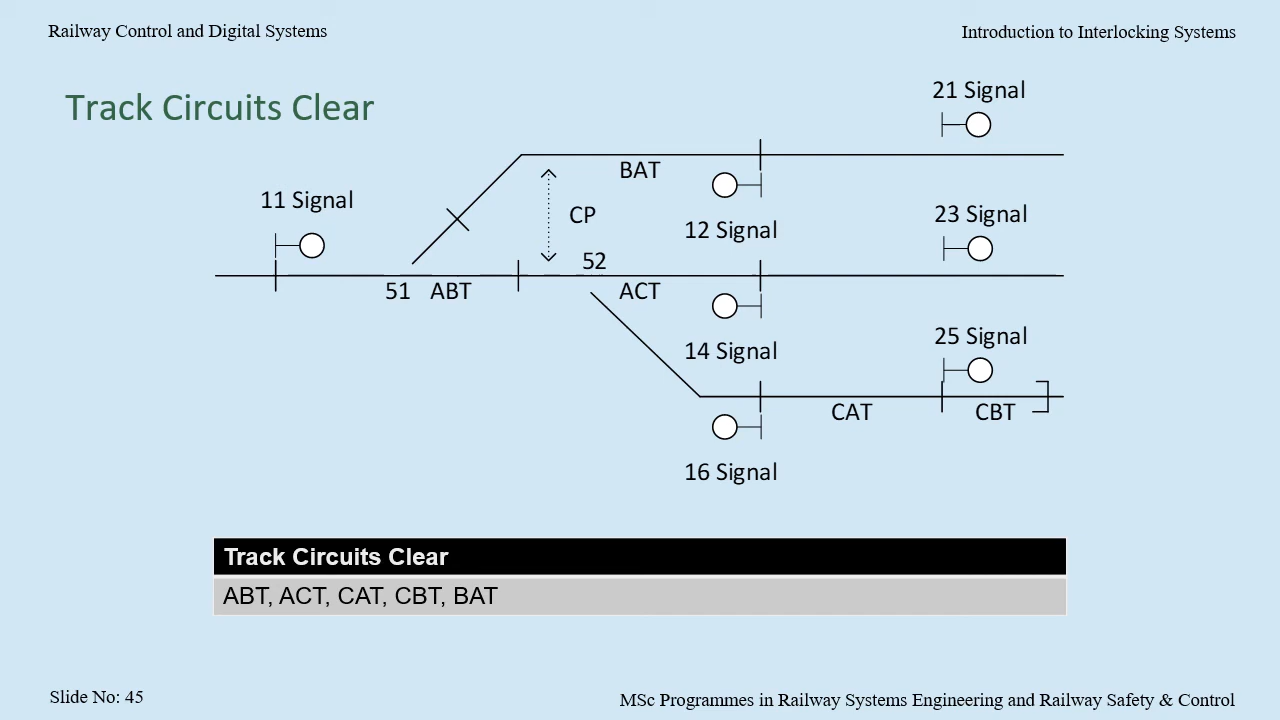 Railway Control and Digital Systems
Introduction to Interlocking Systems
Track Circuits Clear
21 Signal
BAT
11 Signal
CP
12 Signal
23 Signal
52
51 ABT
ACT
14 Signal
25 Signal
CAT
CBT
16 Signal
Track Circuits Clear
ABT, ACT, CAT, CBT, BAT
Slide No: 45
MSc Programmes in Railway Systems Engineering and Railway Safety & Control